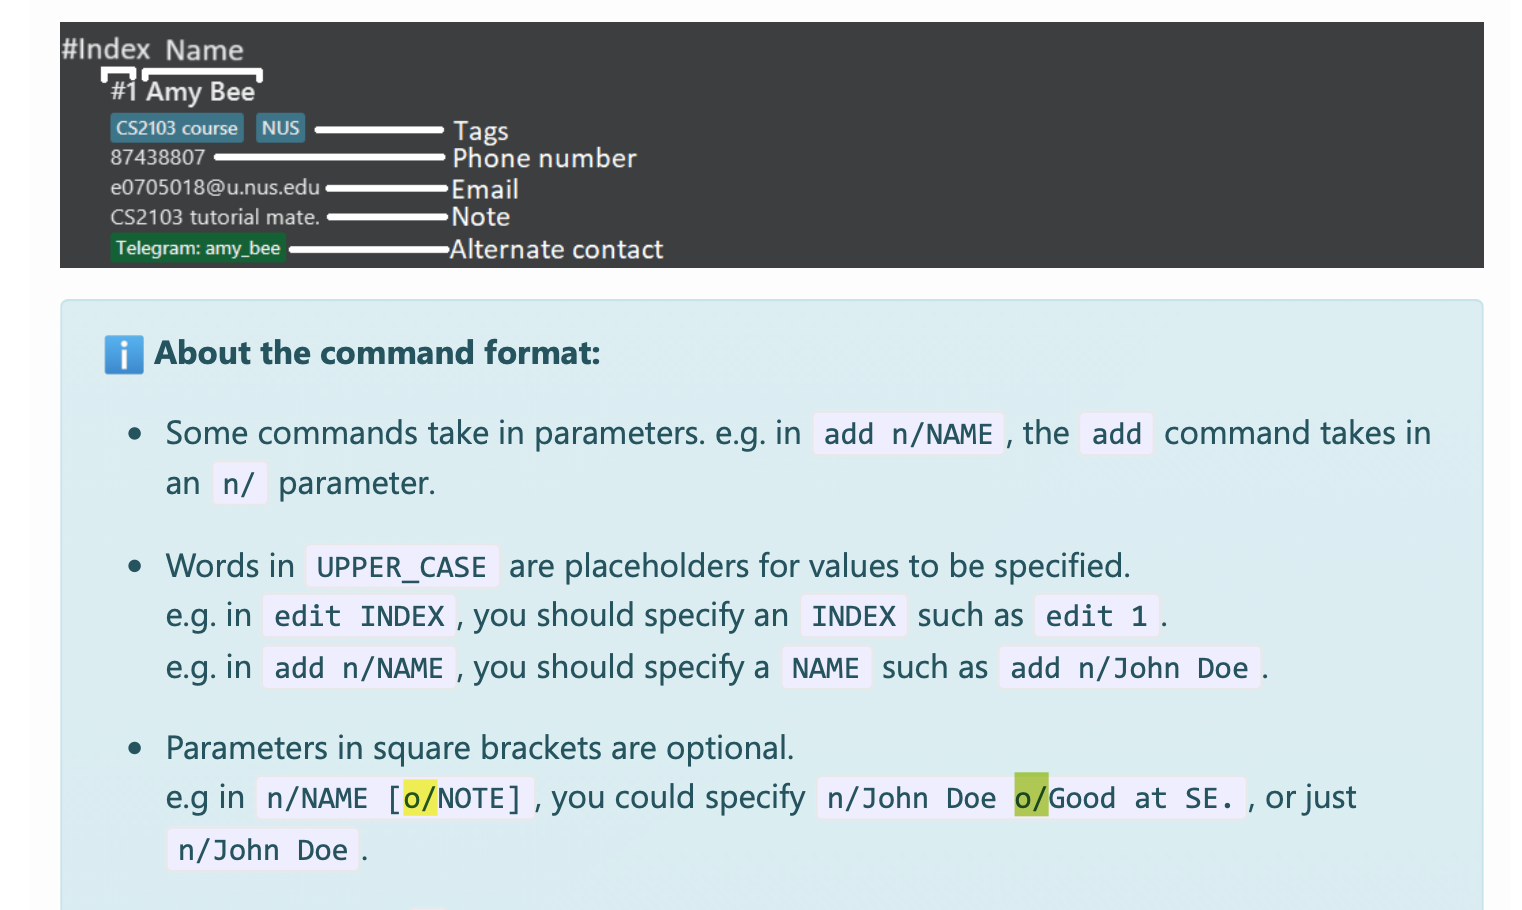 #Index Name
#1 Amy Bee
CS2103 course NUS Tags
87438807 Phone number
e0705018@u.nus.edu Email
CS2103 tutorial mate. Note
Telegram: amy_bee Alternate contact
ℹ️ About the command format:
• Some commands take in parameters. e.g. in add n/NAME, the add command takes in
an n/ parameter.
• Words in UPPER_CASE are placeholders for values to be specified.
e.g. in edit INDEX, you should specify an INDEX such as edit 1.
e.g. in add n/NAME, you should specify a NAME such as add n/John Doe.
• Parameters in square brackets are optional.
e.g in n/NAME [o/NOTE], you could specify n/John Doe o/Good at SE., or just
n/John Doe.